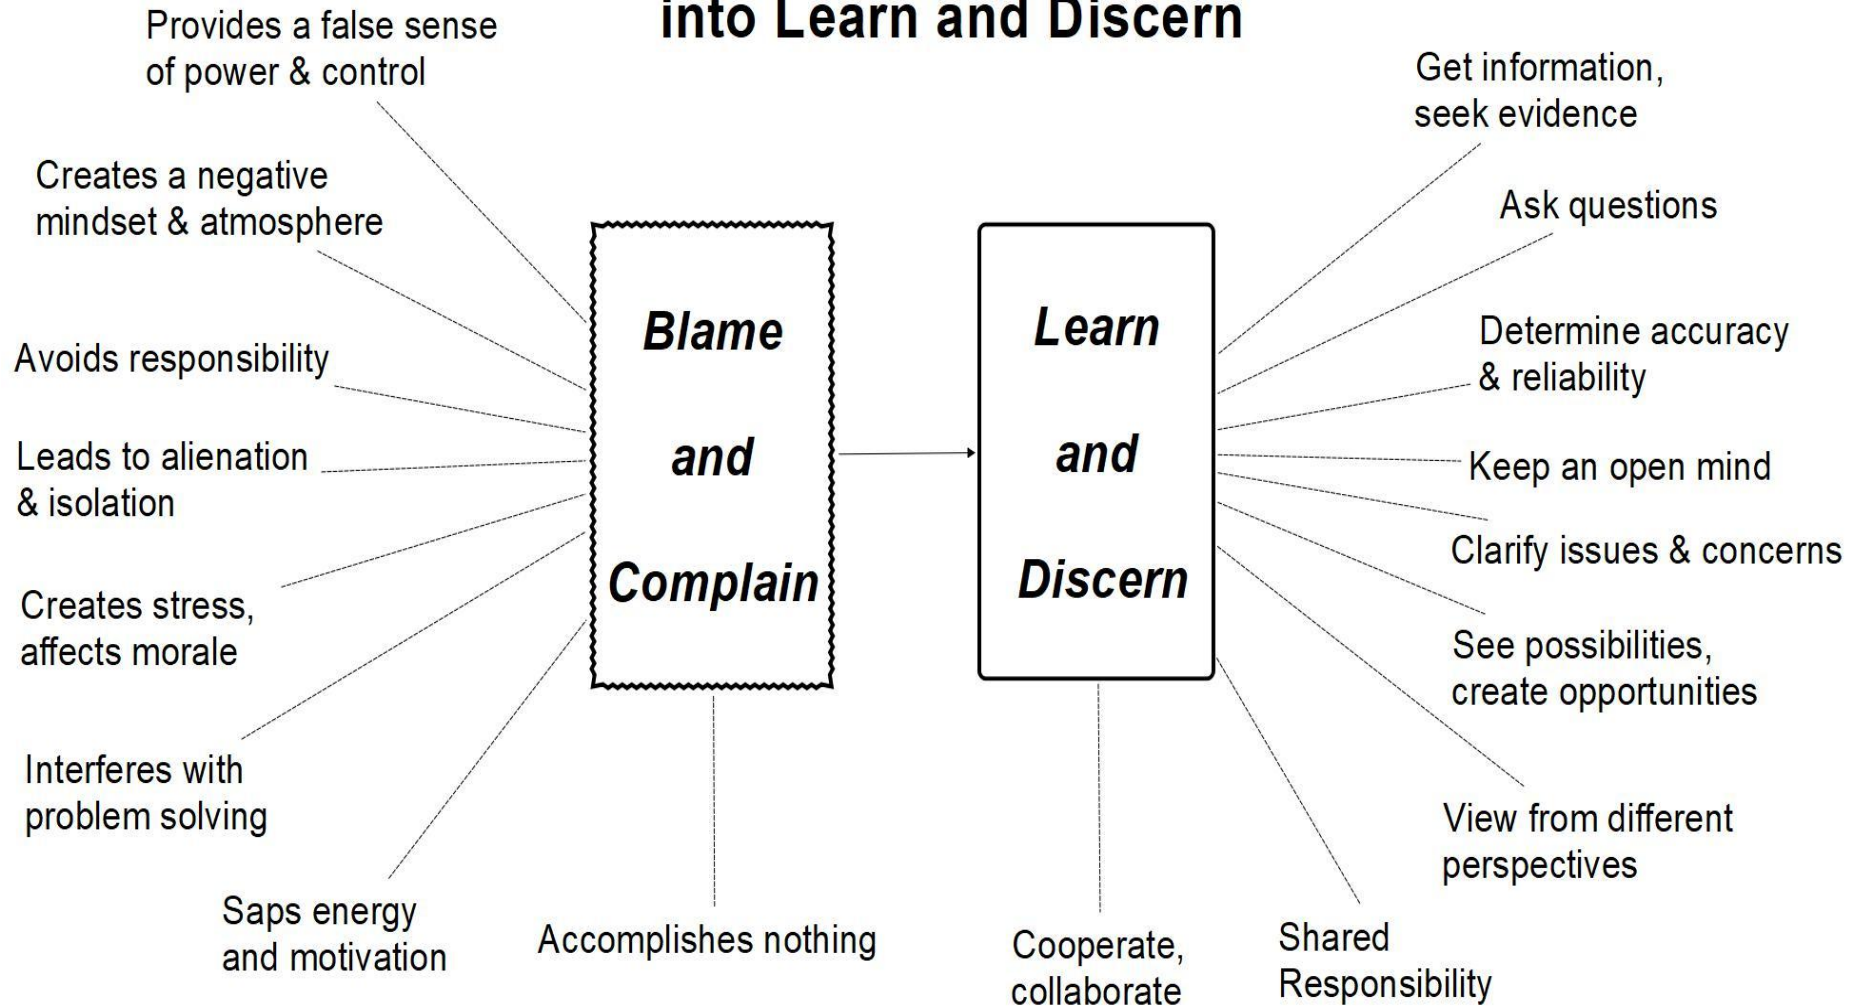 into Learn and Discern
Provides a false sense
of power & control
Creates a negative
mindset & atmosphere
Avoids responsibility
Leads to alienation
& isolation
Creates stress,
affects morale
Interferes with
problem solving
Saps energy
and motivation
Accomplishes nothing
Blame
and
Complain
Learn
and
Discern
Get information,
seek evidence
Ask questions
Determine accuracy
& reliability
Keep an open mind
Clarify issues & concerns
See possibilities,
create opportunities
View from different
perspectives
Shared
Responsibility
Cooperate,
collaborate